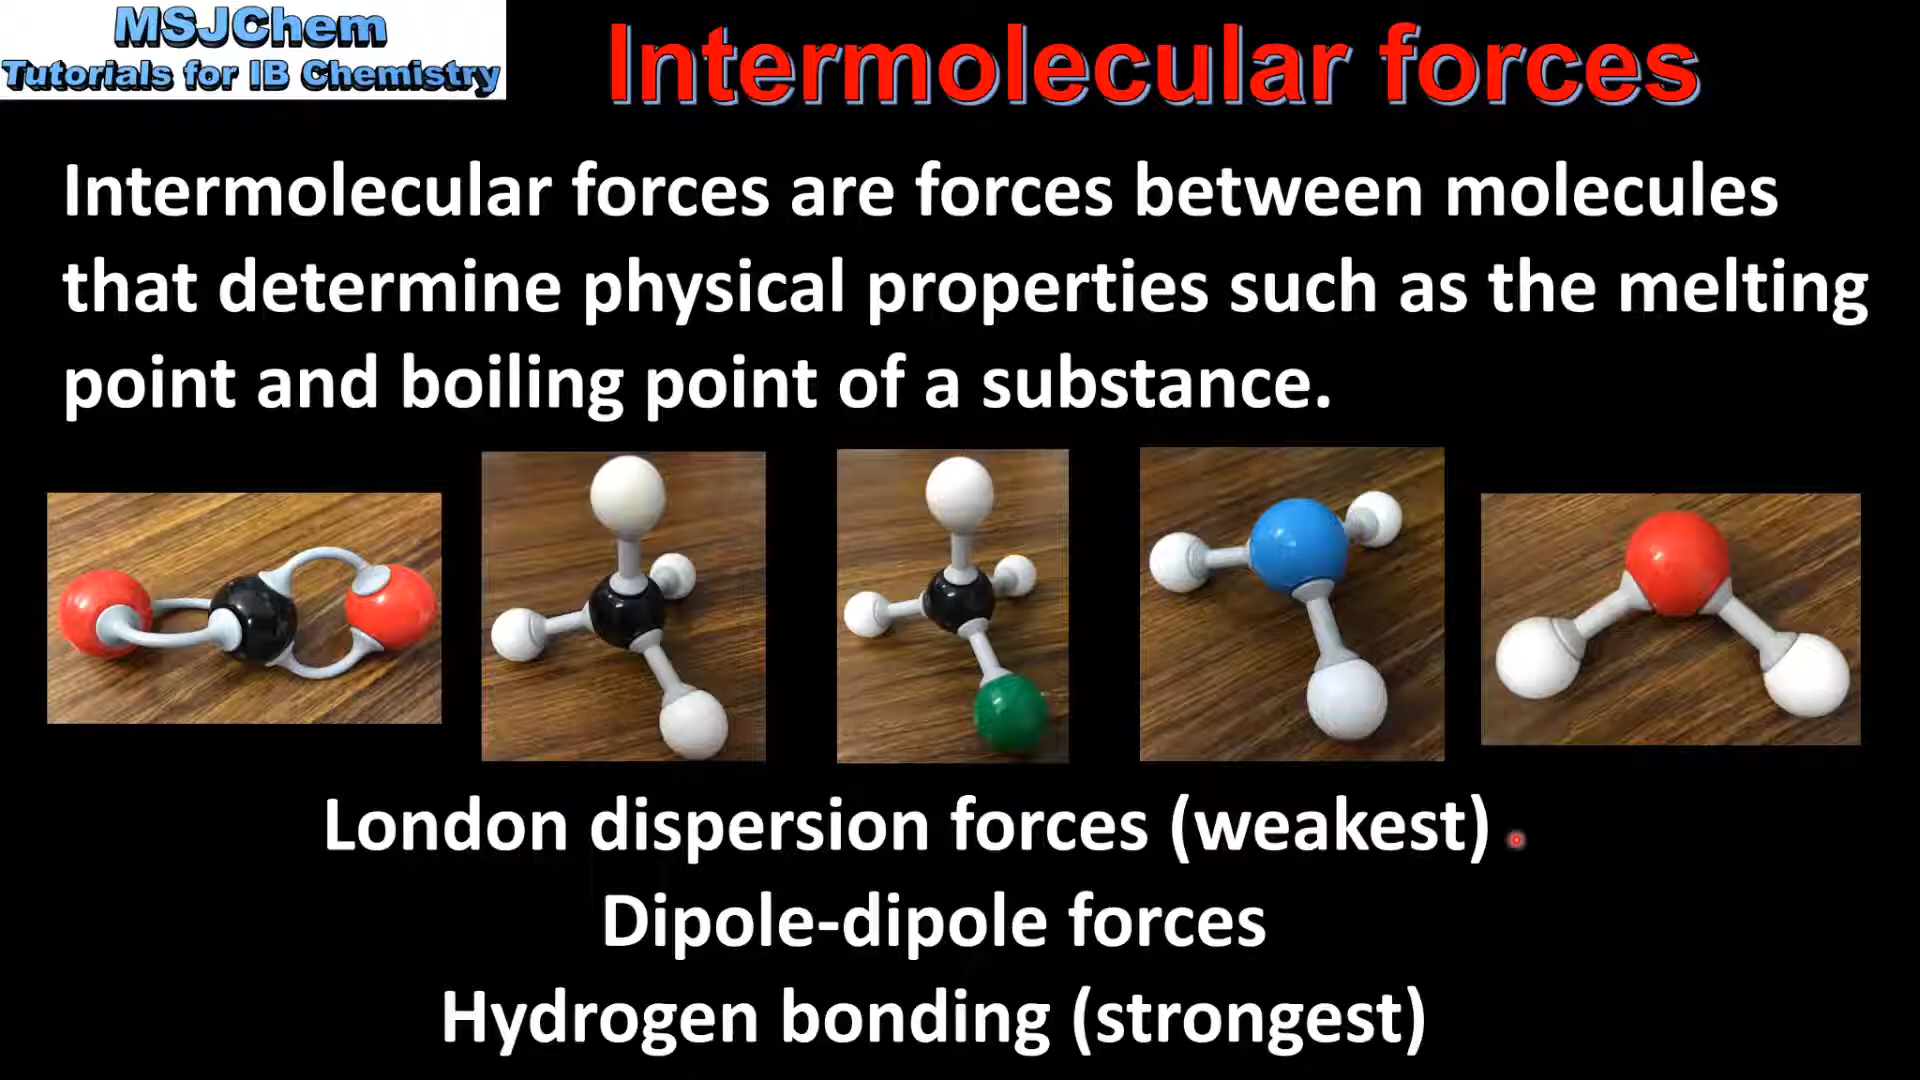 MSJChem
Tutorials for IB Chemistry
Intermolecular forces
Intermolecular forces are forces between molecules
that determine physical properties such as the melting
point and boiling point of a substance.
London dispersion forces (weakest)
Dipole-dipole forces
Hydrogen bonding (strongest)